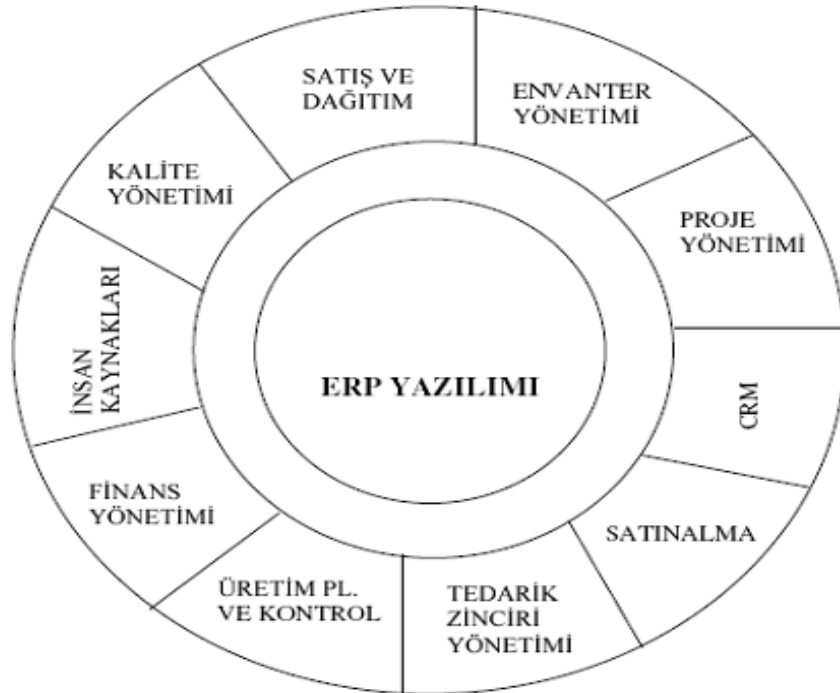 SATIŞ VE
DAĞITIM
ENVANTER
YÖNETİMİ
PROJE
YÖNETİMİ
CRM
SATINALMA
TEDARİK
ZİNCİRİ
YÖNETİMİ
ÜRETİM PL.
VE KONTROL
FİNANS
YÖNETİMİ
İNSAN
KAYNAKLARI
KALİTE
YÖNETİMİ
ERP YAZILIMI